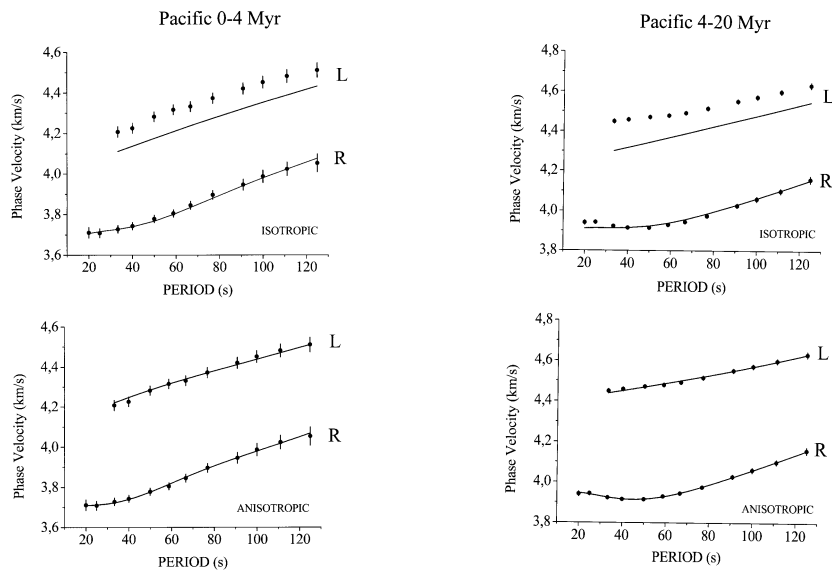 Pacific 0-4 Myr
4,6
4,4
4,2
4,0
3,8
3,6
Phase Velocity (km/s)
L
R
ISOTROPIC
20 40 60 80 100 120
PERIOD (s)
Pacific 4-20 Myr
4,8
4,6
4,4
4,2
4,0
3,8
Phase Velocity (km/s)
L
R
ISOTROPIC
20 40 60 80 100 120
PERIOD (s)
4,6
4,4
4,2
4,0
3,8
3,6
Phase Velocity (km/s)
L
R
ANISOTROPIC
20 40 60 80 100 120
PERIOD (s)
4,8
4,6
4,4
4,2
4,0
3,8
Phase Velocity (km/s)
L
R
ANISOTROPIC
20 40 60 80 100 120
PERIOD (s)